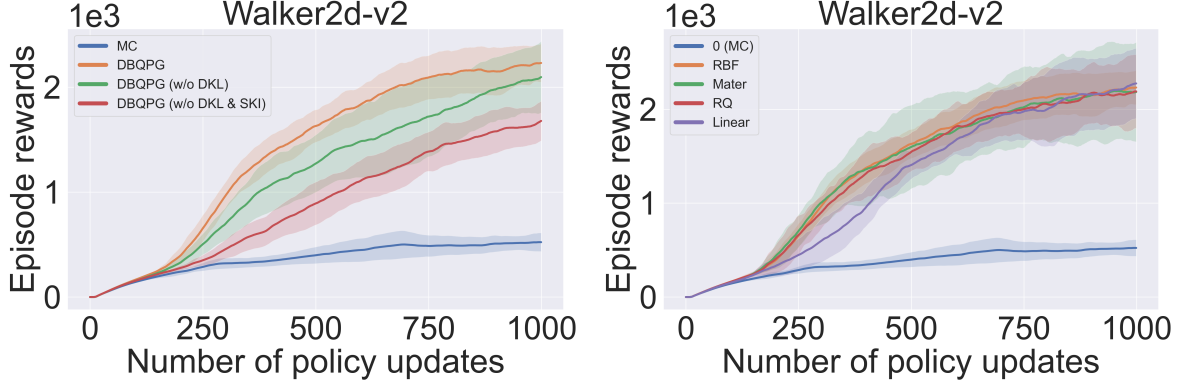 Walker2d-v2
1e3
Episode rewards
2
1
0
MC
DBQPG
DBQPG (w/o DKL)
DBQPG (w/o DKL & SKI)
0 250 500 750 1000
Number of policy updates
Walker2d-v2
1e3
Episode rewards
2
1
0
0 (MC)
RBF
Mater
RQ
Linear
0 250 500 750 1000
Number of policy updates